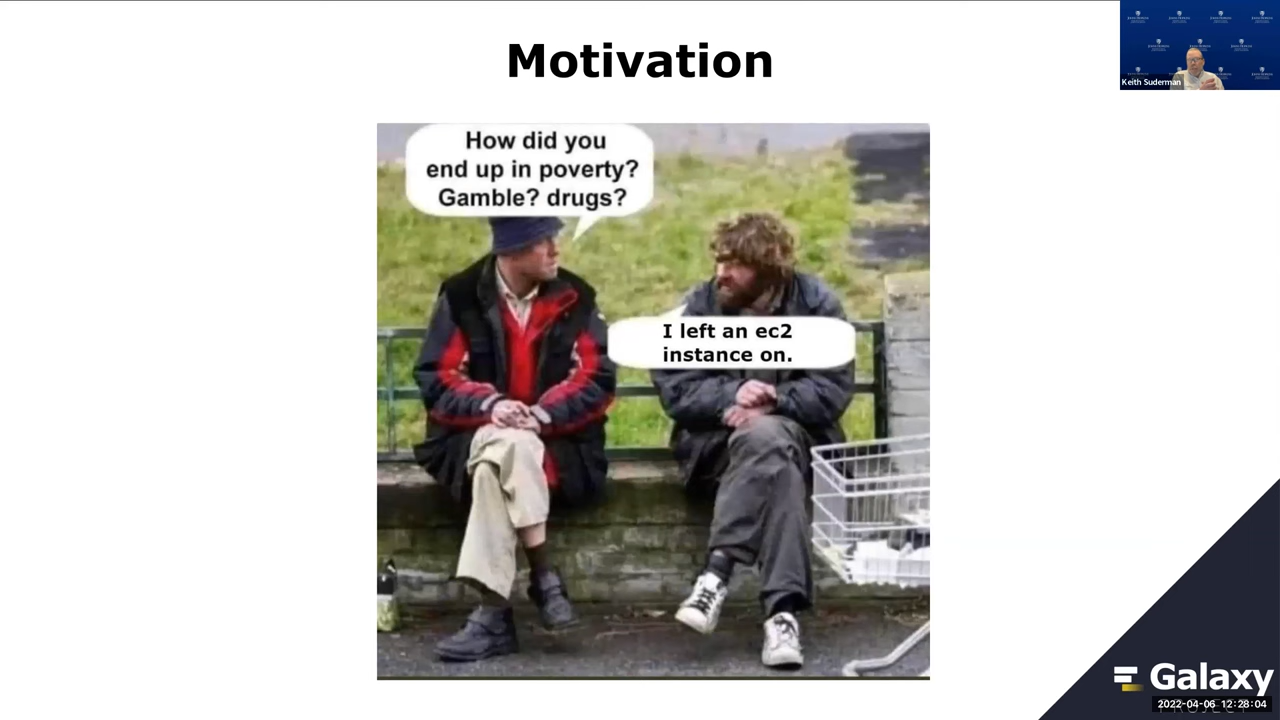 Motivation
Keith Suderman
How did you
end up in poverty?
Gamble? drugs?
I left an ec2
instance on.
Galaxy
2022-04-06 12:28:04